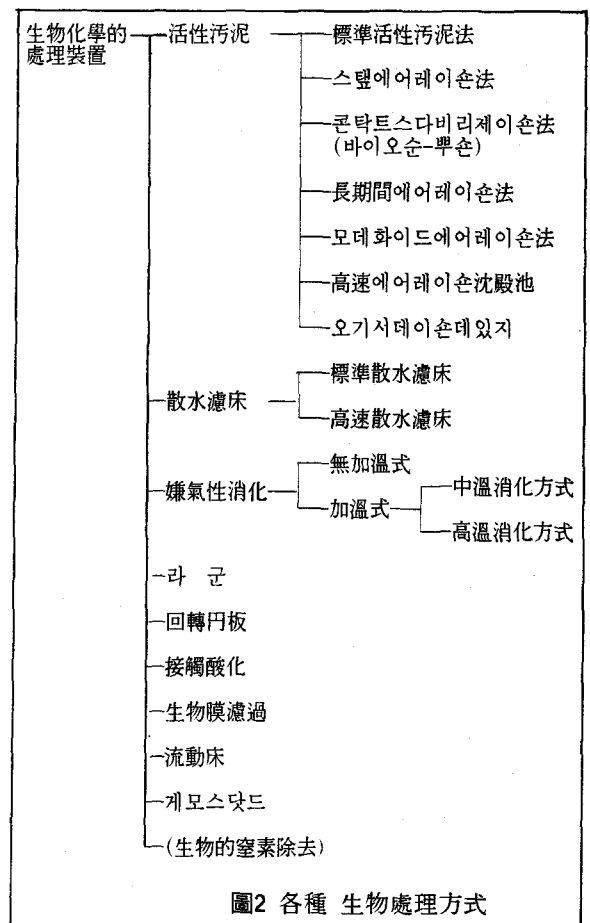 生物化學的 活性汚泥 標準活性汚泥法
處理裝置
스탶에어레이숀法
콘탁트스다비리제이숀法
(바이오순-뿌숀)
長期間에어레이숀法
모데화이드에어레이숀法
高速에어레이숀沈殿池
오기서데이숀데있지
標準散水濾床
散水濾床
高速散水濾床
無加溫式
嫌氣性消化
中溫消化方式
加溫式
高溫消化方式
라 군
回轉円板
接觸酸化
生物膜濾過
流動床
게모스닷드
(生物的窒素除去)
圖2 各種 生物處理方式